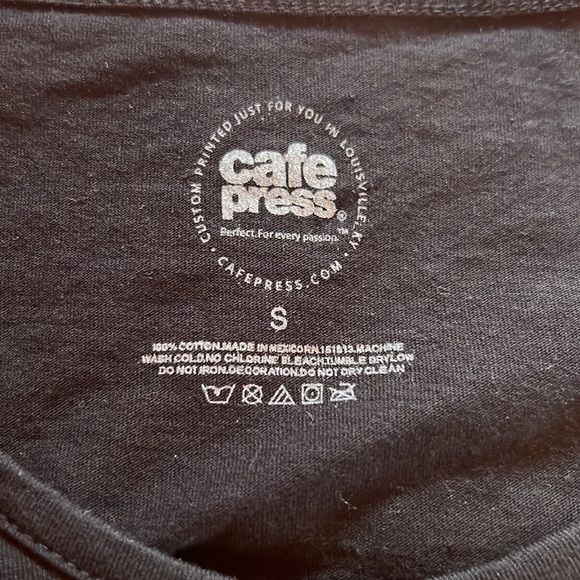 CUSTOM PRINTED JUST FOR YOU IN LOUISVILLE, KY
cafe
press®
Perfect. For every passion.™
CAFEPRESS.COM
S
100% COTTON.MADE IN MEXICO.RN.151813.MACHINE
WASH COLD.NO CHLORINE BLEACH.TUMBLE DRY.LOW
DO NOT IRON.DECORATION.DO NOT DRY CLEAN